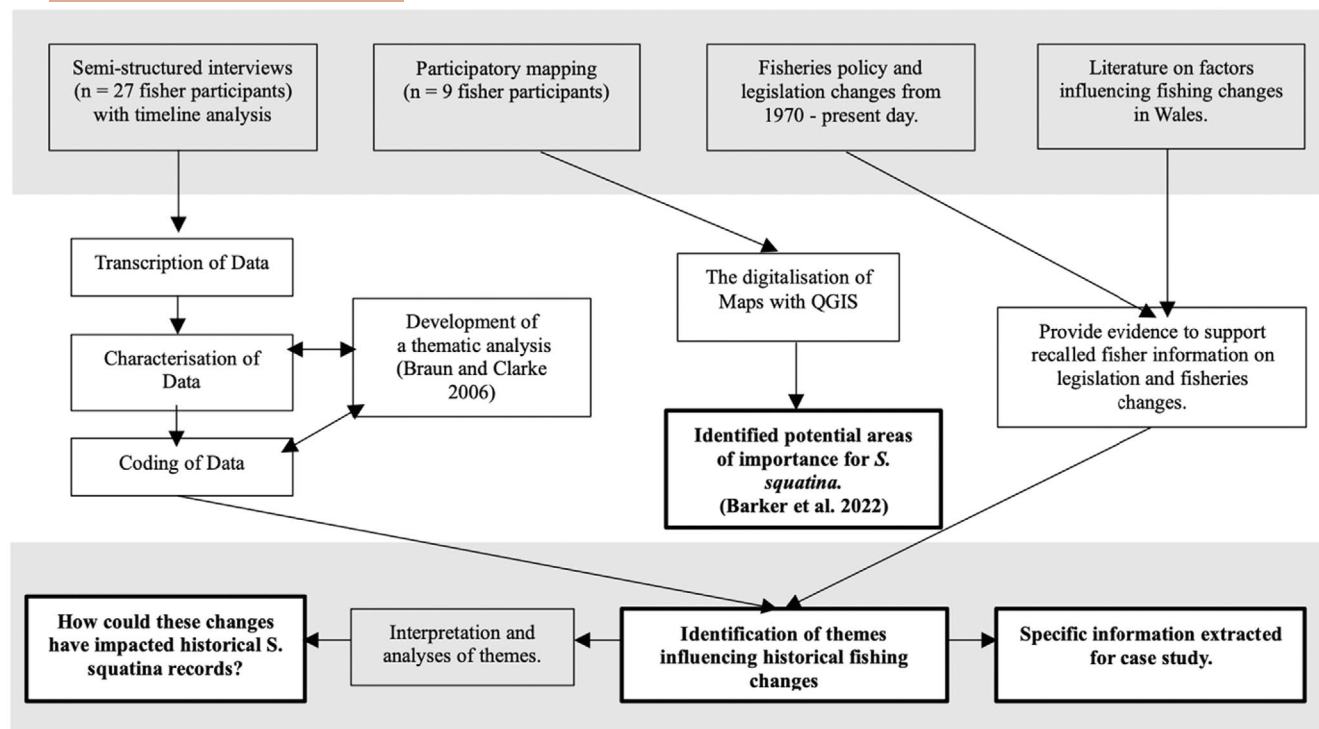 Semi-structured interviews
(n = 27 fisher participants)
with timeline analysis
Participatory mapping
(n = 9 fisher participants)
Fisheries policy and
legislation changes from
1970 - present day.
Literature on factors
influencing fishing changes
in Wales.
Transcription of Data
Characterisation of
Data
Coding of Data
Development of
a thematic analysis
(Braun and Clarke
2006)
The digitalisation of
Maps with QGIS
Identified potential areas
of importance for S.
squatina.
(Barker et al. 2022)
Provide evidence to support
recalled fisher information on
legislation and fisheries
changes.
How could these changes
have impacted historical S.
squatina records?
Interpretation and
analyses of themes.
Identification of themes
influencing historical fishing
changes
Specific information extracted
for case study.